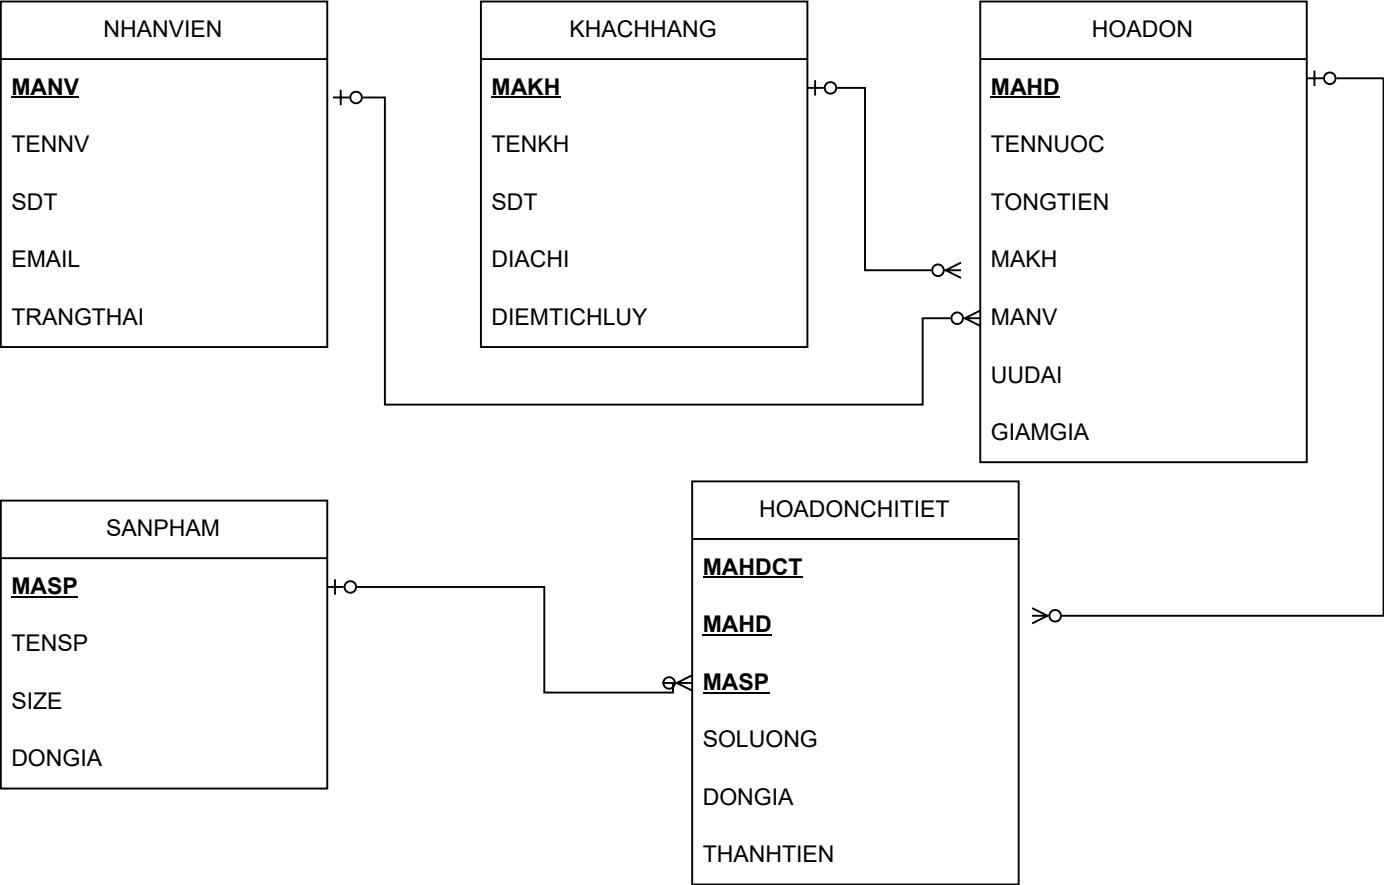 NHANVIEN
MANV
TENNV
SDT
EMAIL
TRANGTHAI
KHACHHANG
MAKH
TENKH
SDT
DIACHI
DIEMTICHLUY
HOADON
MAHD
TENNUOC
TONGTIEN
MAKH
MANV
UUDAI
GIAMGIA
SANPHAM
MASP
TENSP
SIZE
DONGIA
HOADONCHITIET
MAHDCT
MAHD
MASP
SOLUONG
DONGIA
THANHTIEN